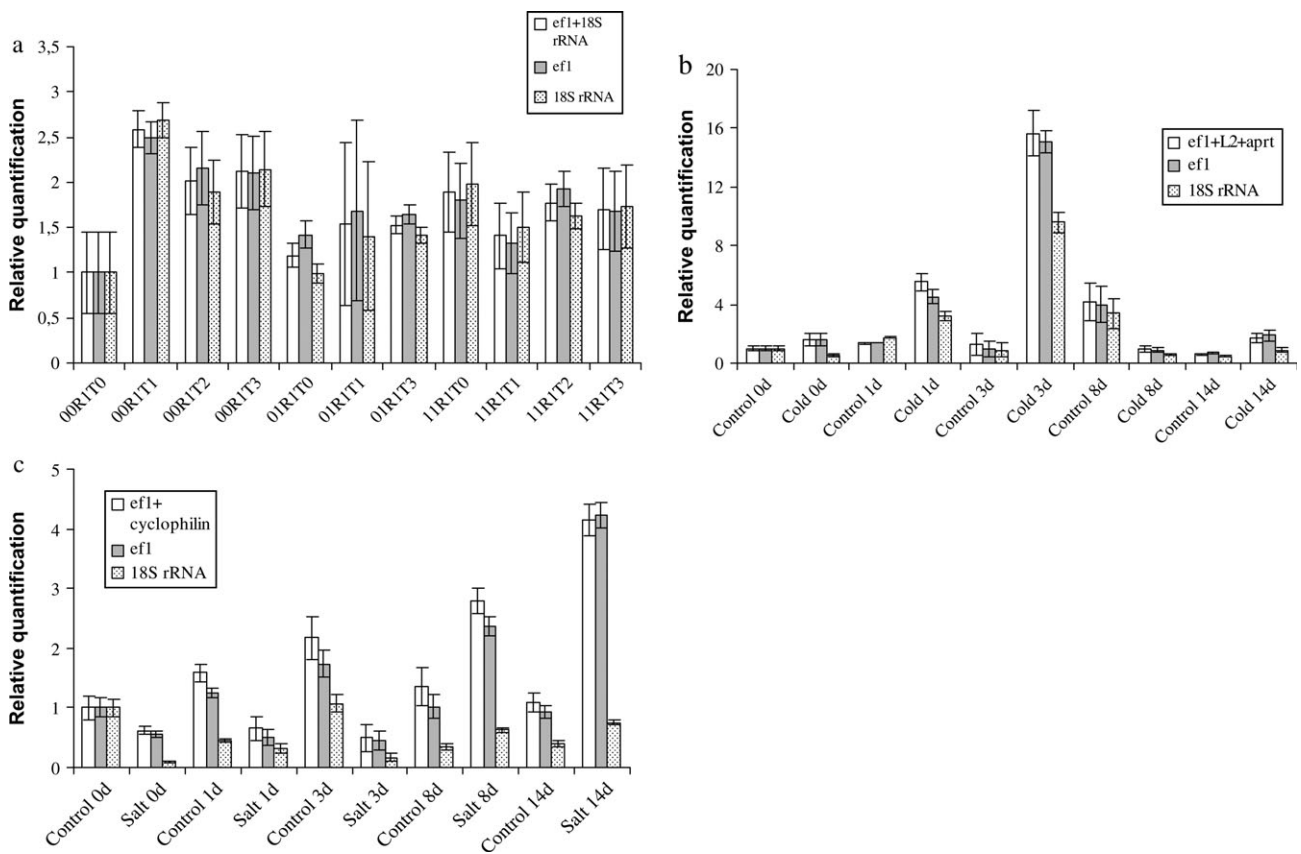 a
Relative quantification
3,5
3
2,5
2
1,5
1
0,5
0
ef1+18S
rRNA
ef1
18S rRNA
00R1T0
00R1T1
00R1T2
00R1T3
01R1T0
01R1T1
01R1T3
11R1T0
11R1T1
11R1T2
11R1T3
b
Relative quantification
20
16
12
8
4
0
ef1+L2+aprt
ef1
18S rRNA
Control 0d
Cold 0d
Control 1d
Cold 1d
Control 3d
Cold 3d
Control 8d
Cold 8d
Control 14d
Cold 14d
c
Relative quantification
5
4
3
2
1
0
ef1+
cyclophilin
ef1
18S rRNA
Control 0d
Salt 0d
Control 1d
Salt 1d
Control 3d
Salt 3d
Control 8d
Salt 8d
Control 14d
Salt 14d